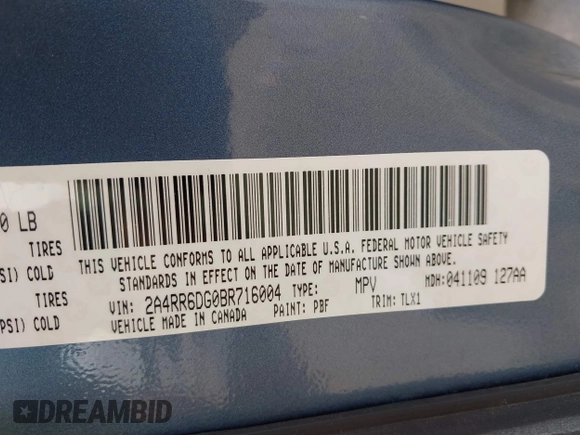 0 LB
TIRES
SI) COLD
TIRES
PSI) COLD
THIS VEHICLE CONFORMS TO ALL APPLICABLE U.S.A. FEDERAL MOTOR VEHICLE SAFETY
STANDARDS IN EFFECT ON THE DATE OF MANUFACTURE SHOWN ABOVE.
VIN: 2A4RR6DG0BR716004 TYPE: MPV MDH:041109 127AA
VEHICLE MADE IN CANADA PAINT: PBF TRIM: TLX1
DREAMBID